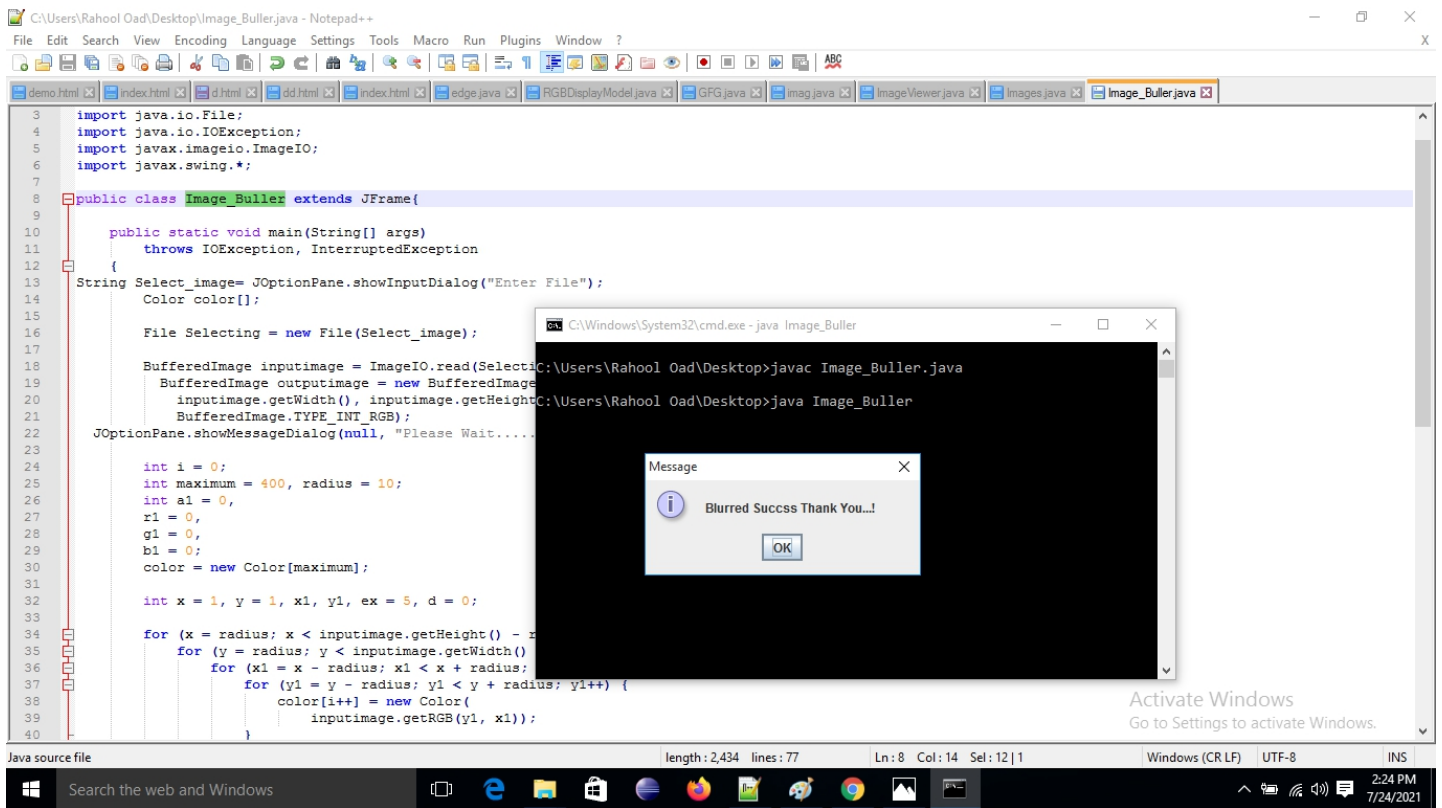 C:\Users\Rahool Oad\Desktop\Image_Buller.java - Notepad++
File Edit Search View Encoding Language Settings Tools Macro Run Plugins Window ? X
ABC
demo.html index.html d.html dd.html index.html edge.java RGBDisplayModel.java GFG.java imag.java ImageViewer.java Images.java Image_Buller.java
3 import java.io.File;
4 import java.io.IOException;
5 import javax.imageio.ImageIO;
6 import javax.swing.*;
7
8 public class Image_Buller extends JFrame{
9
10 public static void main(String[] args)
11 throws IOException, InterruptedException
12 {
13 String Select_image= JOptionPane.showInputDialog("Enter File");
14 Color color[];
15
16 File Selecting = new File(Select_image);
17
18 BufferedImage inputimage = ImageIO.read(Selecti
19 BufferedImage outputimage = new BufferedImage
20 inputimage.getWidth(), inputimage.getHeight
21 BufferedImage.TYPE_INT_RGB);
22 JOptionPane.showMessageDialog(null, "Please Wait.....
23
24 int i = 0;
25 int maximum = 400, radius = 10;
26 int a1 = 0,
27 r1 = 0,
28 g1 = 0,
29 b1 = 0;
30 color = new Color[maximum];
31
32 int x = 1, y = 1, x1, y1, ex = 5, d = 0;
33
34 for (x = radius; x < inputimage.getHeight() - r
35 for (y = radius; y < inputimage.getWidth()
36 for (x1 = x - radius; x1 < x + radius;
37 for (y1 = y - radius; y1 < y + radius; y1++) {
38 color[i++] = new Color(
39 inputimage.getRGB(y1, x1));
40 }
C:\Windows\System32\cmd.exe - java Image_Buller
C:\Users\Rahool Oad\Desktop>javac Image_Buller.java
C:\Users\Rahool Oad\Desktop>java Image_Buller
Message
Blurred Succss Thank You...!
OK
Activate Windows
Go to Settings to activate Windows.
Java source file length : 2,434 lines : 77 Ln : 8 Col : 14 Sel : 12 | 1 Windows (CR LF) UTF-8 INS
Search the web and Windows
2:24 PM
7/24/2021